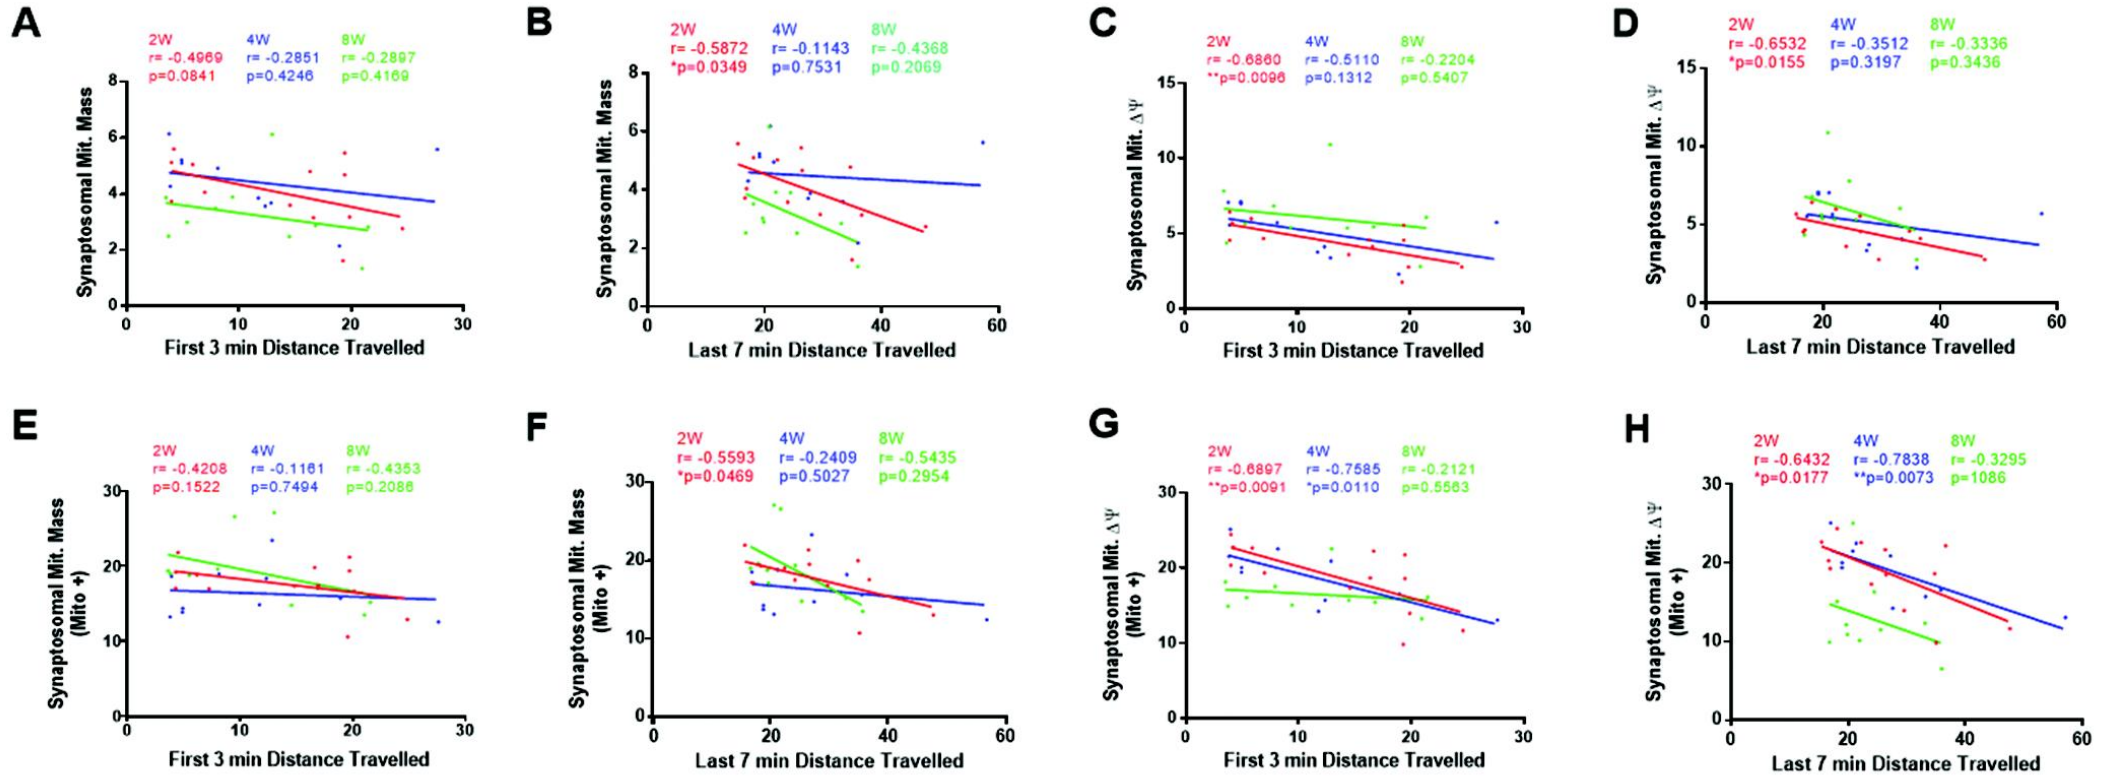 A
2W 4W 8W
r= -0.4969 r= -0.2851 r= -0.2897
p=0.0841 p=0.4246 p=0.4169
Synaptosomal Mit. Mass
8
6
4
2
0
0 10 20 30
First 3 min Distance Travelled
B
2W 4W 8W
r= -0.5872 r= -0.1143 r= -0.4368
*p=0.0349 p=0.7531 p=0.2069
Synaptosomal Mit. Mass
8
6
4
2
0
0 20 40 60
Last 7 min Distance Travelled
C
2W 4W 8W
r= -0.6860 r= -0.5110 r= -0.2204
**p=0.0096 p=0.1312 p=0.5407
Synaptosomal Mit. ΔΨ
15
10
5
0
0 10 20 30
First 3 min Distance Travelled
D
2W 4W 8W
r= -0.6532 r= -0.3512 r= -0.3336
*p=0.0155 p=0.3197 p=0.3436
Synaptosomal Mit. ΔΨ
15
10
5
0
0 20 40 60
Last 7 min Distance Travelled
E
2W 4W 8W
r= -0.4208 r= -0.1161 r= -0.4353
p=0.1522 p=0.7494 p=0.2086
Synaptosomal Mit. Mass
(Mito +)
30
20
10
0
0 10 20 30
First 3 min Distance Travelled
F
2W 4W 8W
r= -0.5593 r= -0.2409 r= -0.5435
*p=0.0469 p=0.5027 p=0.2954
Synaptosomal Mit. Mass
(Mito +)
30
20
10
0
0 20 40 60
Last 7 min Distance Travelled
G
2W 4W 8W
r= -0.6897 r= -0.7585 r= -0.2121
**p=0.0091 *p=0.0110 p=0.5563
Synaptosomal Mit. ΔΨ
(Mito +)
30
20
10
0
0 10 20 30
First 3 min Distance Travelled
H
2W 4W 8W
r= -0.6432 r= -0.7838 r= -0.3295
*p=0.0177 **p=0.0073 p=1086
Synaptosomal Mit. ΔΨ
(Mito +)
30
20
10
0
0 20 40 60
Last 7 min Distance Travelled